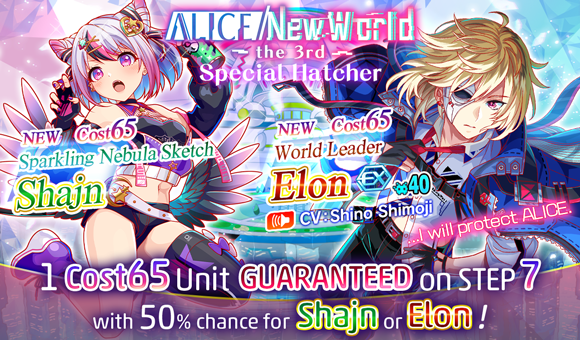 ALICE/NewWorld
the 3rd
Special Hatcher
NEW Cost65
Sparkling Nebula Sketch
Shajn
NEW Cost65
World Leader
Elon EX ×40
CV:Shino Shimoji
...I will protect ALICE.
1 Cost65 Unit GUARANTEED on STEP 7
with 50% chance for Shajn or Elon !